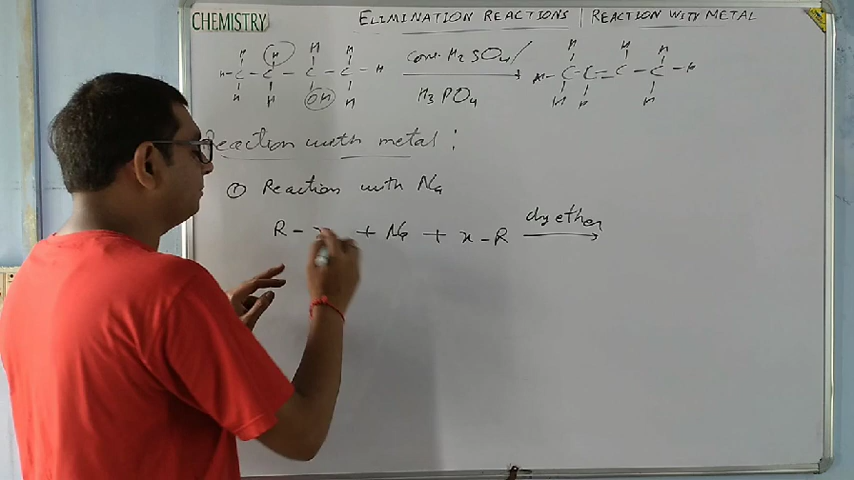 CHEMISTRY
ELIMINATION REACTIONS | REACTION WITH METAL
H H H H
H - C - C - C - C - H conc. H2SO4/ H - C C = C - C - H
H H OH H H3PO4 H H H
Reaction with metal :
① Reaction with Na
R - x + Na + x - R dry ether